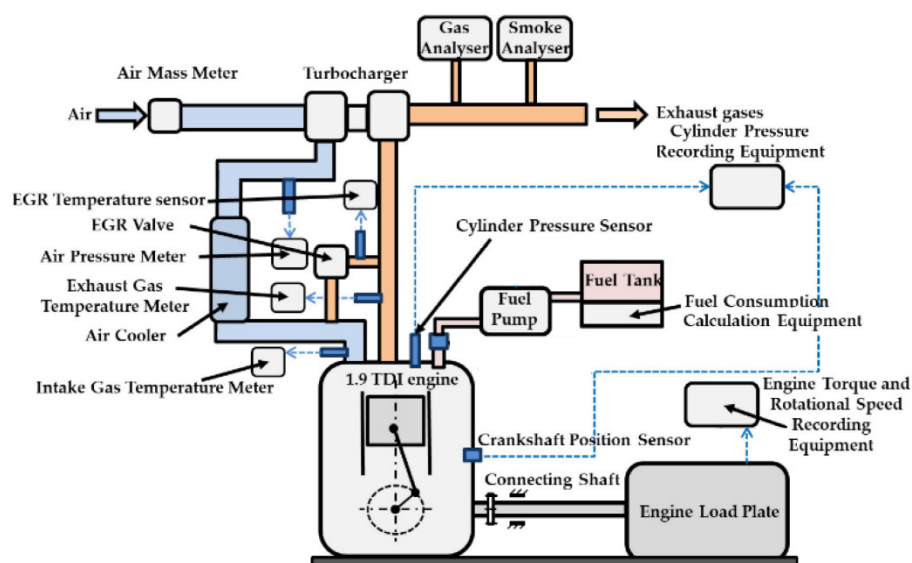 Gas
Analyser
Smoke
Analyser
Air Mass Meter
Turbocharger
Air
Exhaust gases
Cylinder Pressure
Recording Equipment
EGR Temperature sensor
EGR Valve
Air Pressure Meter
Exhaust Gas
Temperature Meter
Air Cooler
Intake Gas Temperature Meter
Cylinder Pressure Sensor
Fuel
Pump
Fuel Tank
Fuel Consumption
Calculation Equipment
1.9 TDI engine
Engine Torque and
Rotational Speed
Recording
Equipment
Crankshaft Position Sensor
Connecting Shaft
Engine Load Plate